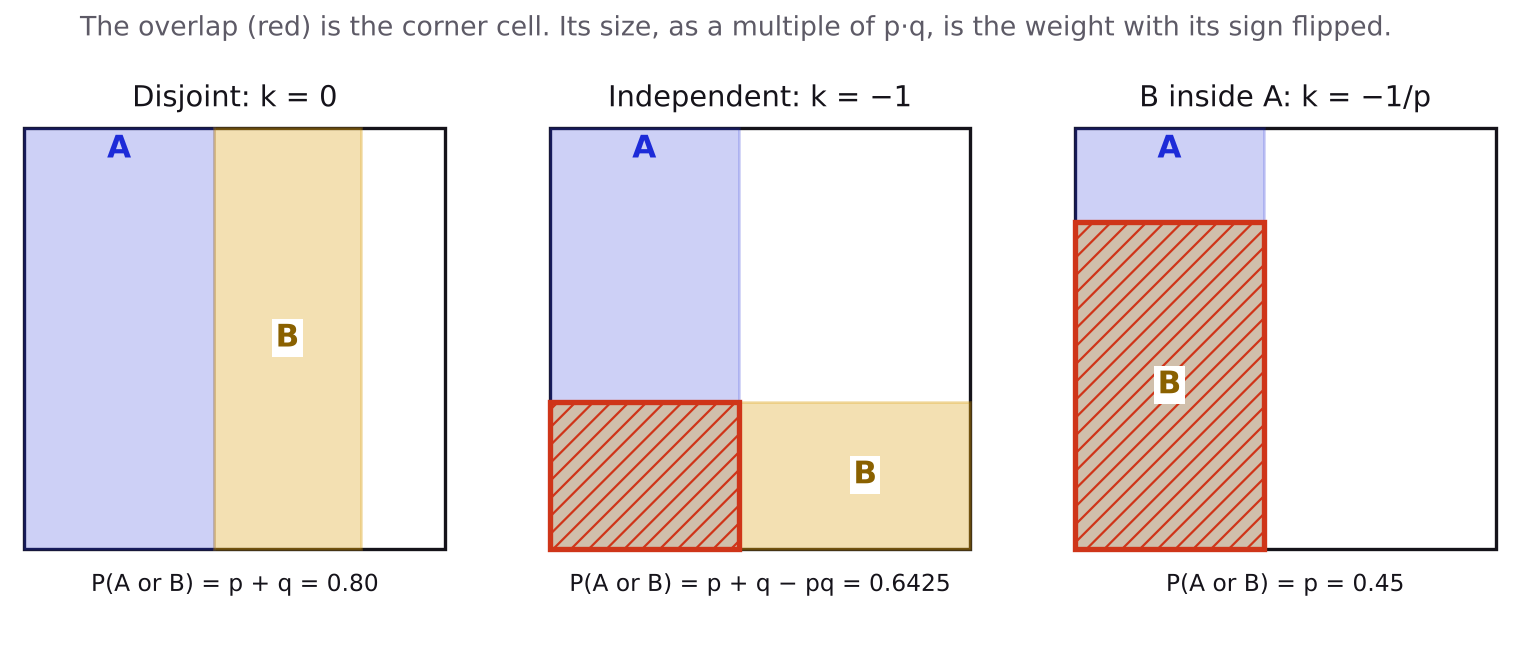 The overlap (red) is the corner cell. Its size, as a multiple of p·q, is the weight with its sign flipped.
Disjoint: k = 0
A
B
P(A or B) = p + q = 0.80
Independent: k = −1
A
B
P(A or B) = p + q − pq = 0.6425
B inside A: k = −1/p
A
B
P(A or B) = p = 0.45